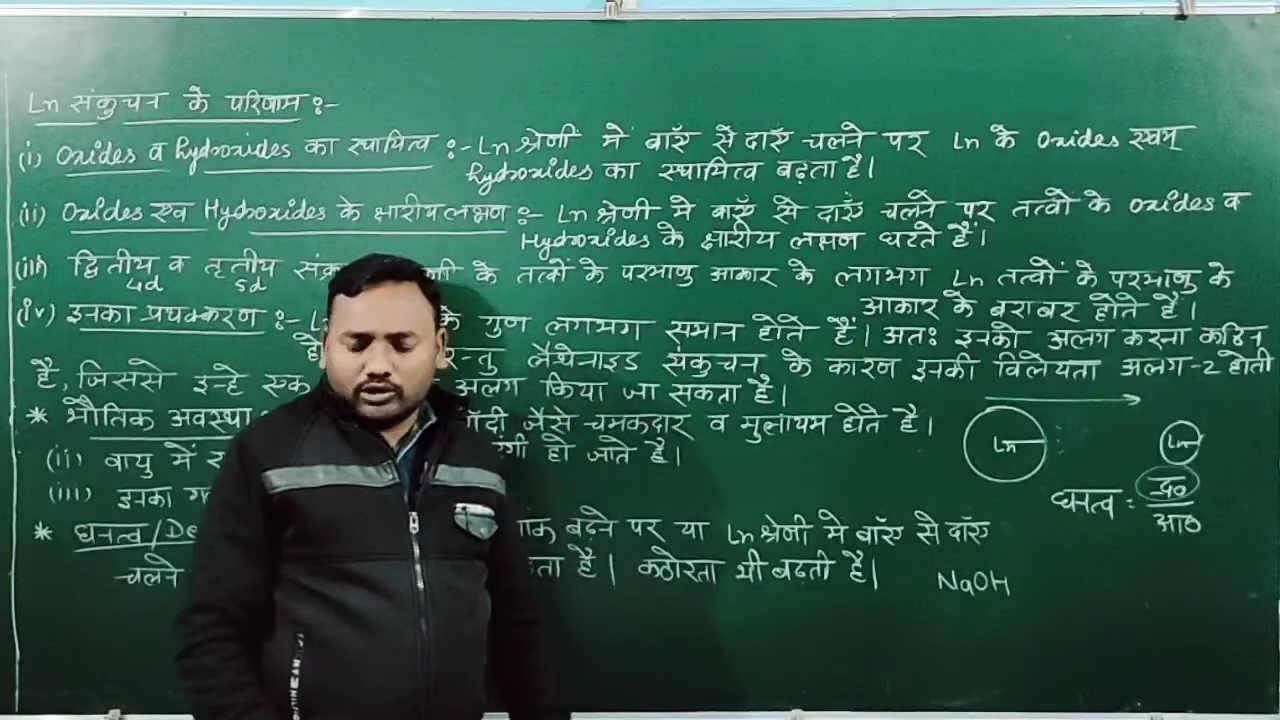 Ln संकुचन के परिणाम :-
(i) Oxides व hydroxides का स्थायित्व :- Ln श्रेणी में बाएँ से दाएँ चलने पर Ln के Oxides एवम्
hydroxides का स्थायित्व बढ़ता है।
(ii) Oxides एवं Hydroxides के क्षारीय लक्षण :- Ln श्रेणी में बाएँ से दाएँ चलने पर तत्वों के Oxides व
Hydroxides के क्षारीय लक्षण घटते हैं।
(iii) द्वितीय व तृतीय के तत्वों के परमाणु आकार के लगभग Ln तत्वों के परमाणु के
4d 5d
आकार के बराबर होते हैं।
(iv) इनका प्रथक्करण :- के गुण लगभग समान होते हैं। अतः इनको अलग करना कठिन
लैंथेनाइड संकुचन के कारण इनकी विलेयता अलग-2 होती
है, जिससे इन्हे एक अलग किया जा सकता है।
* भौतिक अवस्था जैसे चमकदार व मुलायम होते है।
(ii) वायु में हो जाते है।
(iii) इनका
* घनत्व/De बढ़ने पर या Ln श्रेणी में बाएँ से दाएँ
चलने है। कठोरता भी बढ़ती है।
Ln Ln
घनत्व = द्र०
आ०
NaOH